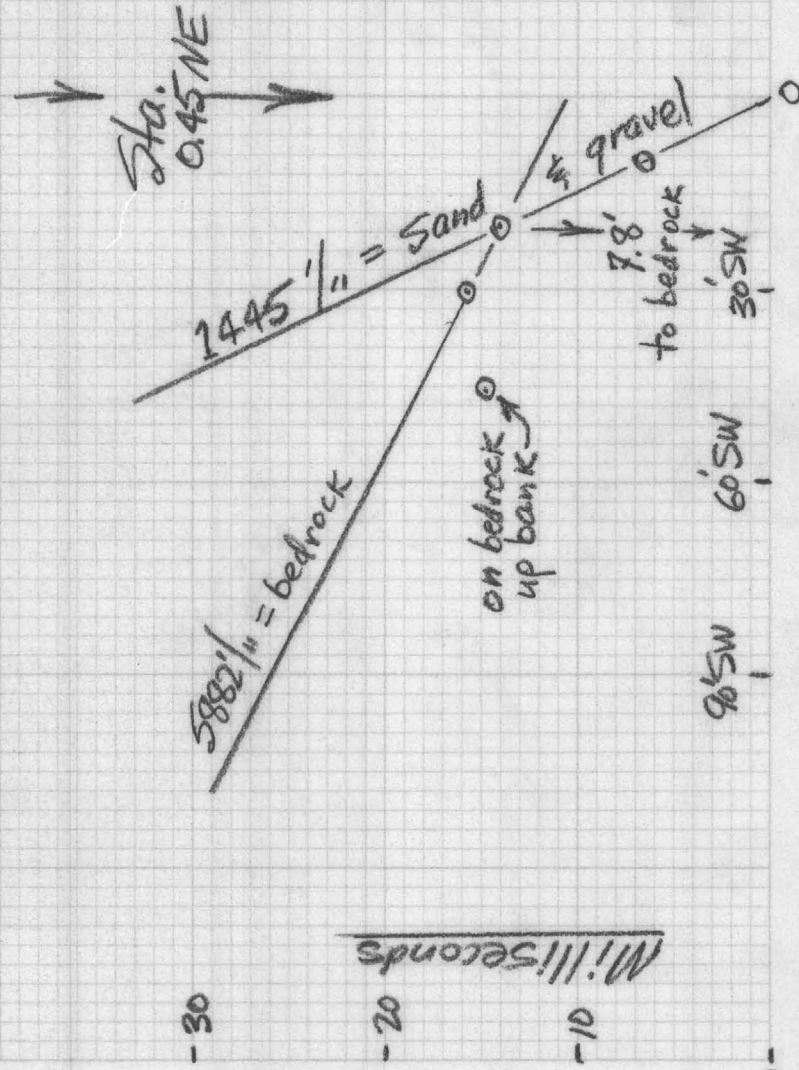 Sta.
0.45 NE
1445'/" = Sand & gravel
7.8'
to bedrock
5882'/" = bedrock
on bedrock
up bank
0
30'SW
60'SW
90'SW
Milliseconds
-30
-20
-10